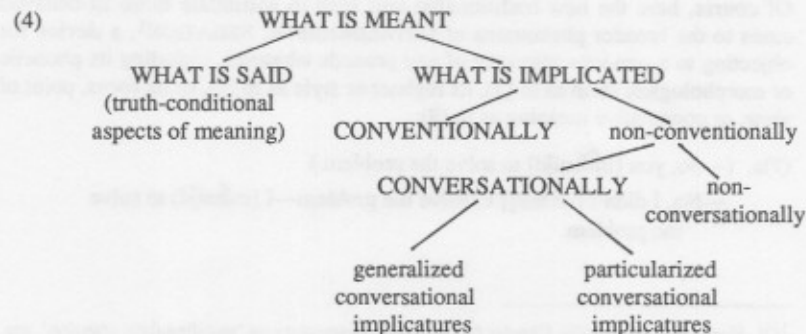 (4) WHAT IS MEANT
WHAT IS SAID WHAT IS IMPLICATED
(truth-conditional
aspects of meaning) CONVENTIONALLY non-conventionally
CONVERSATIONALLY non-
conversationally
generalized particularized
conversational conversational
implicatures implicatures